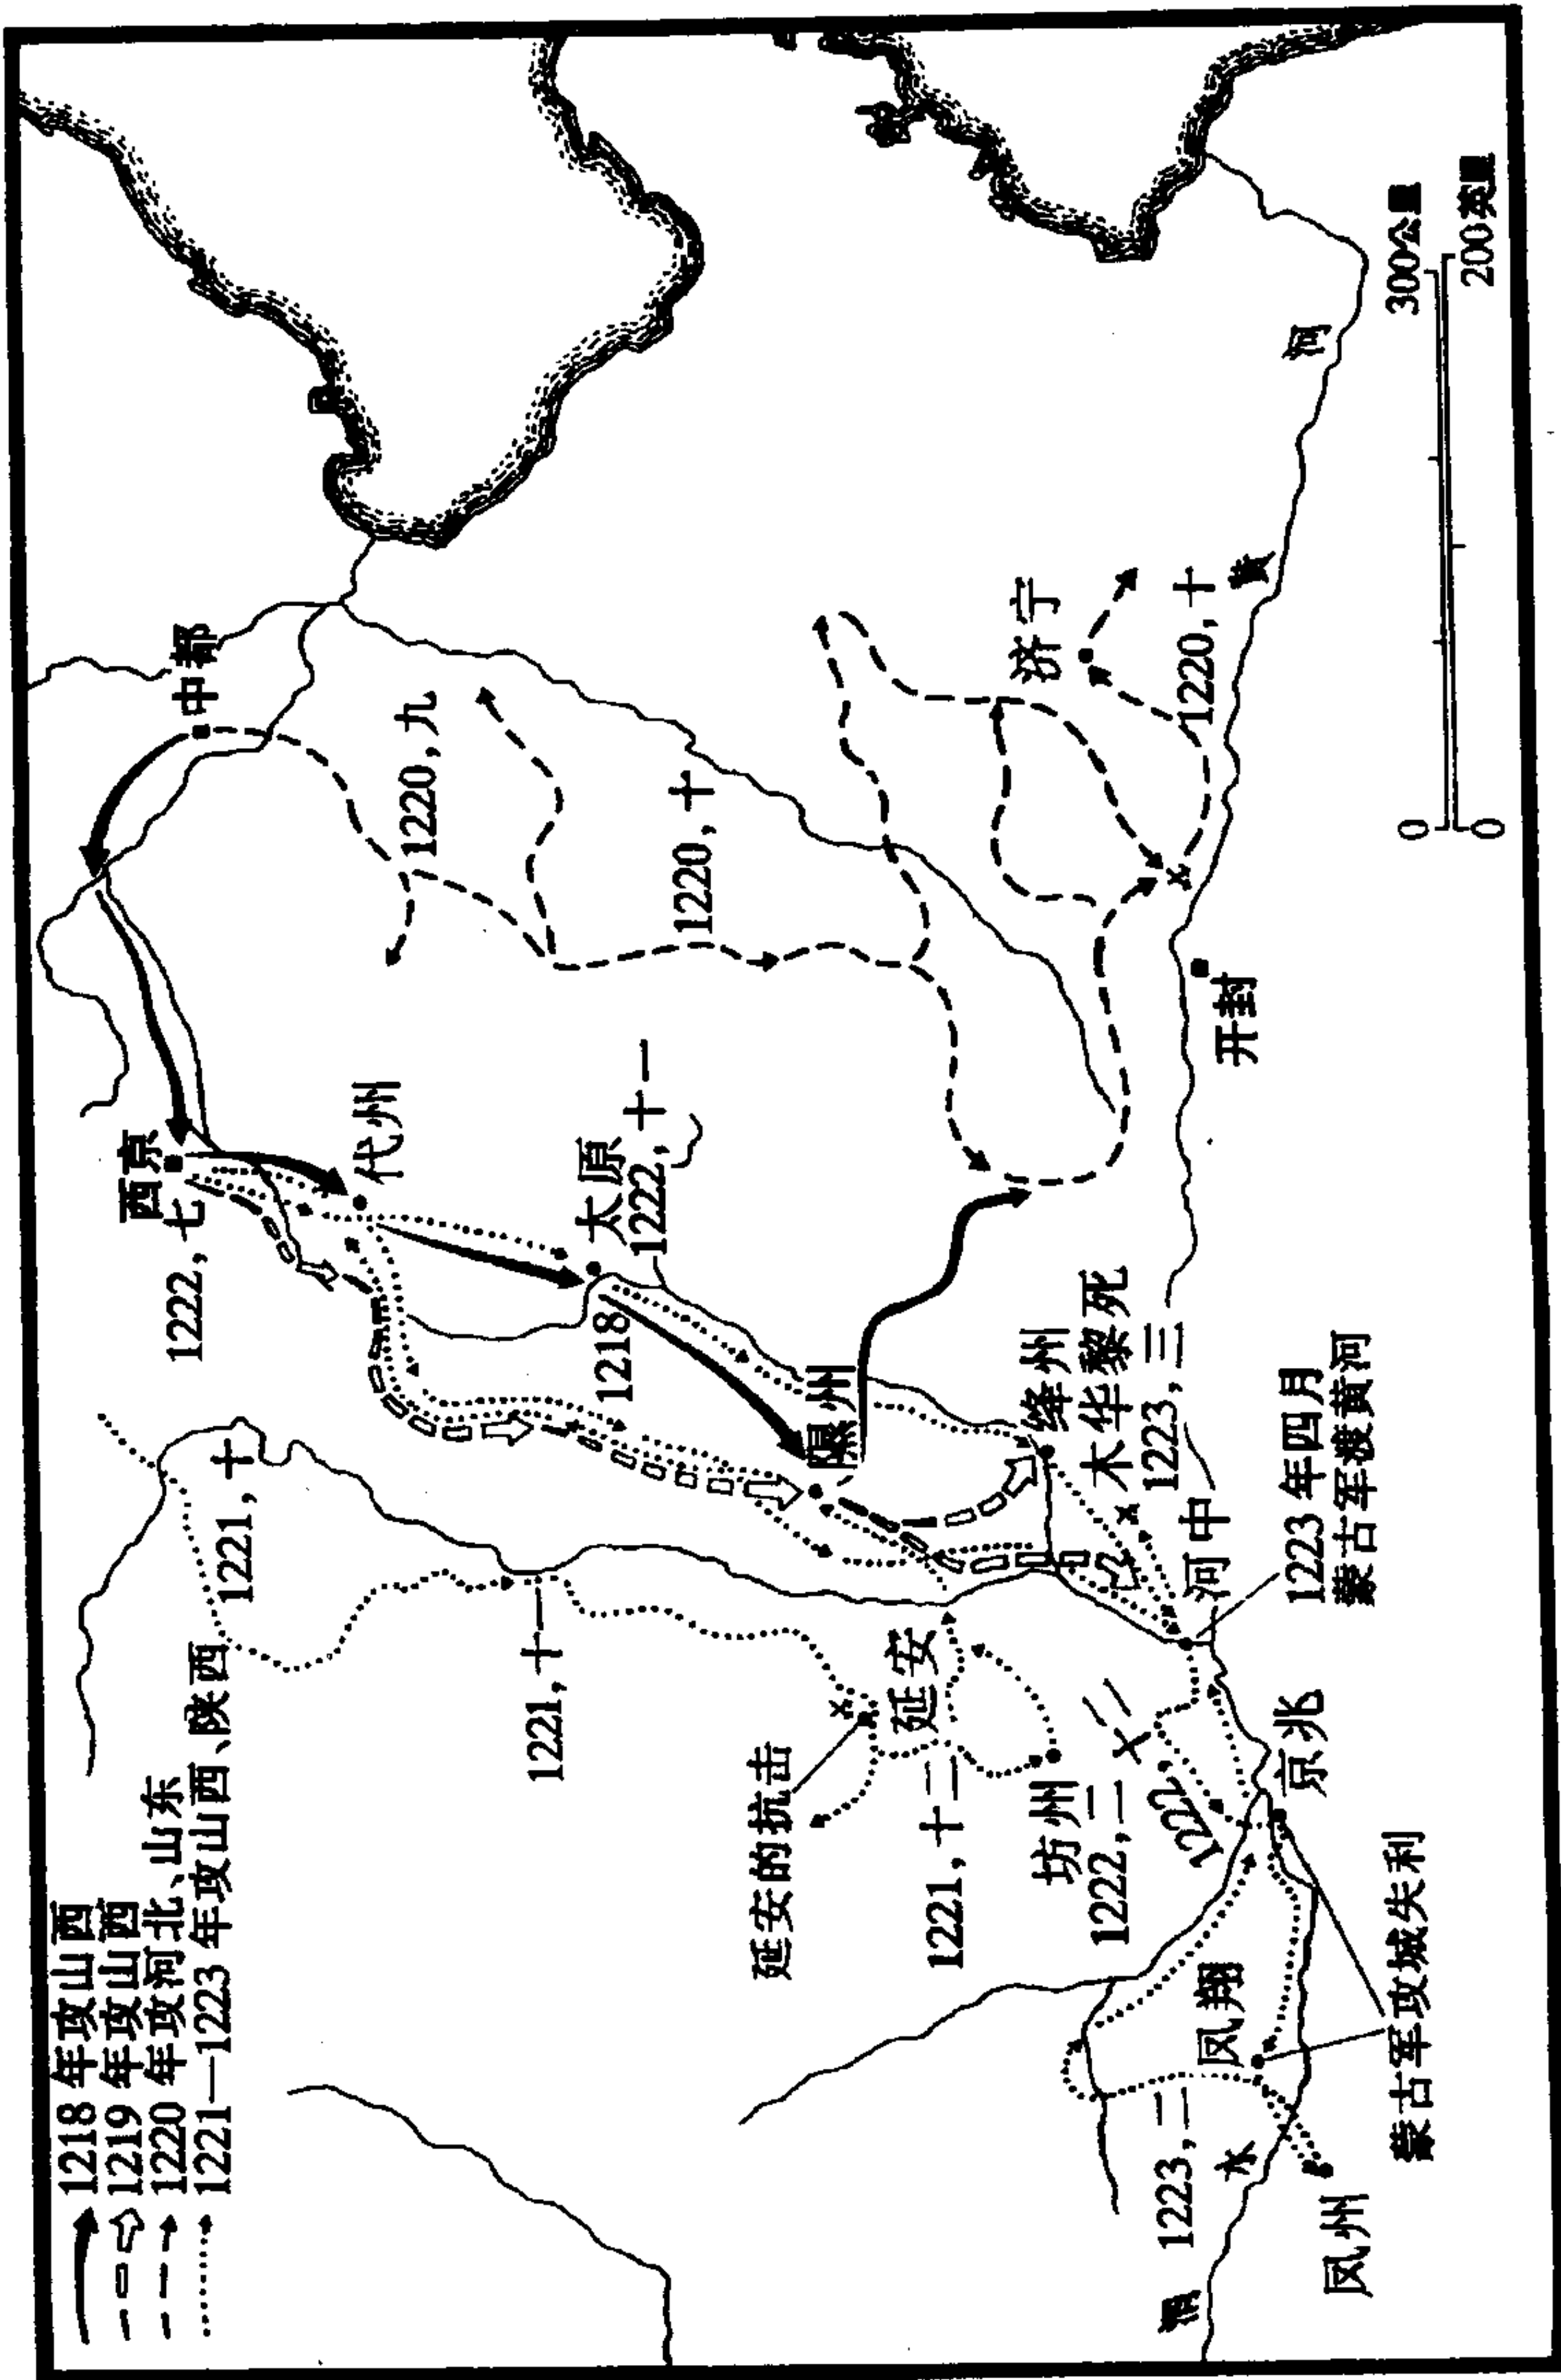 1218 年攻山西
1219 年攻山西
1220 年攻河北、山东
1221—1223 年攻山西、陕西
西京
1222, 七
中都
代州
1220, 九
太原
1222, 十一
1218
1220, 十
1221, 十
1221, 十一
隰州
延安的抗击
延安
1221, 十二
坊州
1222, 二
1222,
绛州
木华黎死
1223, 三
河中
1223 年四月
蒙古军渡黄河
京兆
凤翔
蒙古军攻城失利
1223, 二
渭
水
凤州
开封
济宁
1220, 十
黄
河
0
300公里
0
200英里